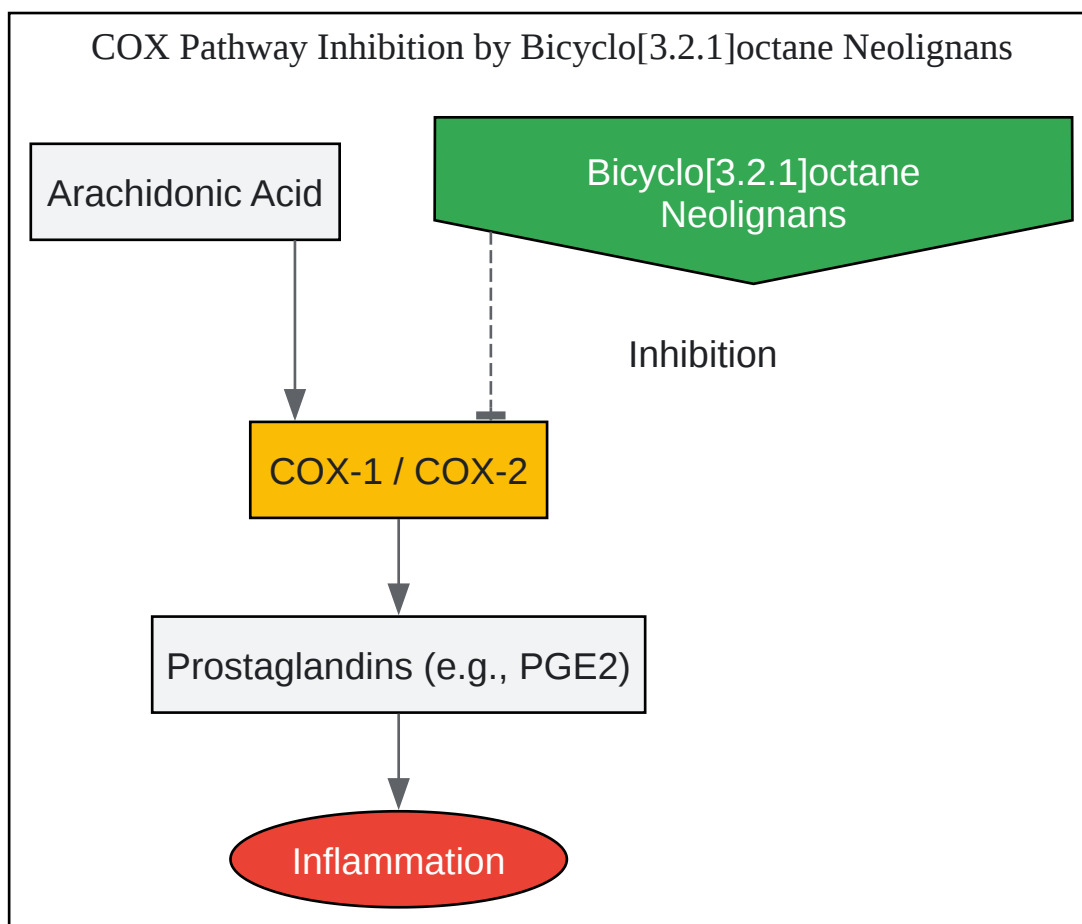 COX Pathway Inhibition by Bicyclo[3.2.1]octane Neolignans
Arachidonic Acid
Bicyclo[3.2.1]octane
Neolignans
Inhibition
COX-1 / COX-2
Prostaglandins (e.g., PGE2)
Inflammation